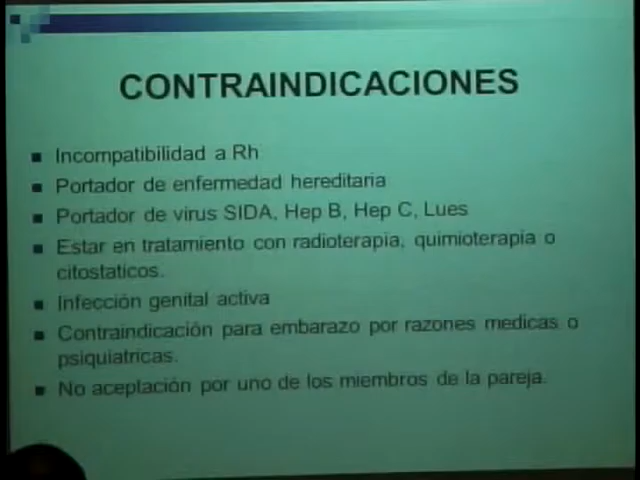 CONTRAINDICACIONES
Incompatibilidad a Rh
Portador de enfermedad hereditaria
Portador de virus SIDA, Hep B, Hep C, Lues
Estar en tratamiento con radioterapia, quimioterapia o
citostaticos.
Infección genital activa
Contraindicación para embarazo por razones medicas o
psiquiatricas.
No aceptación por uno de los miembros de la pareja.